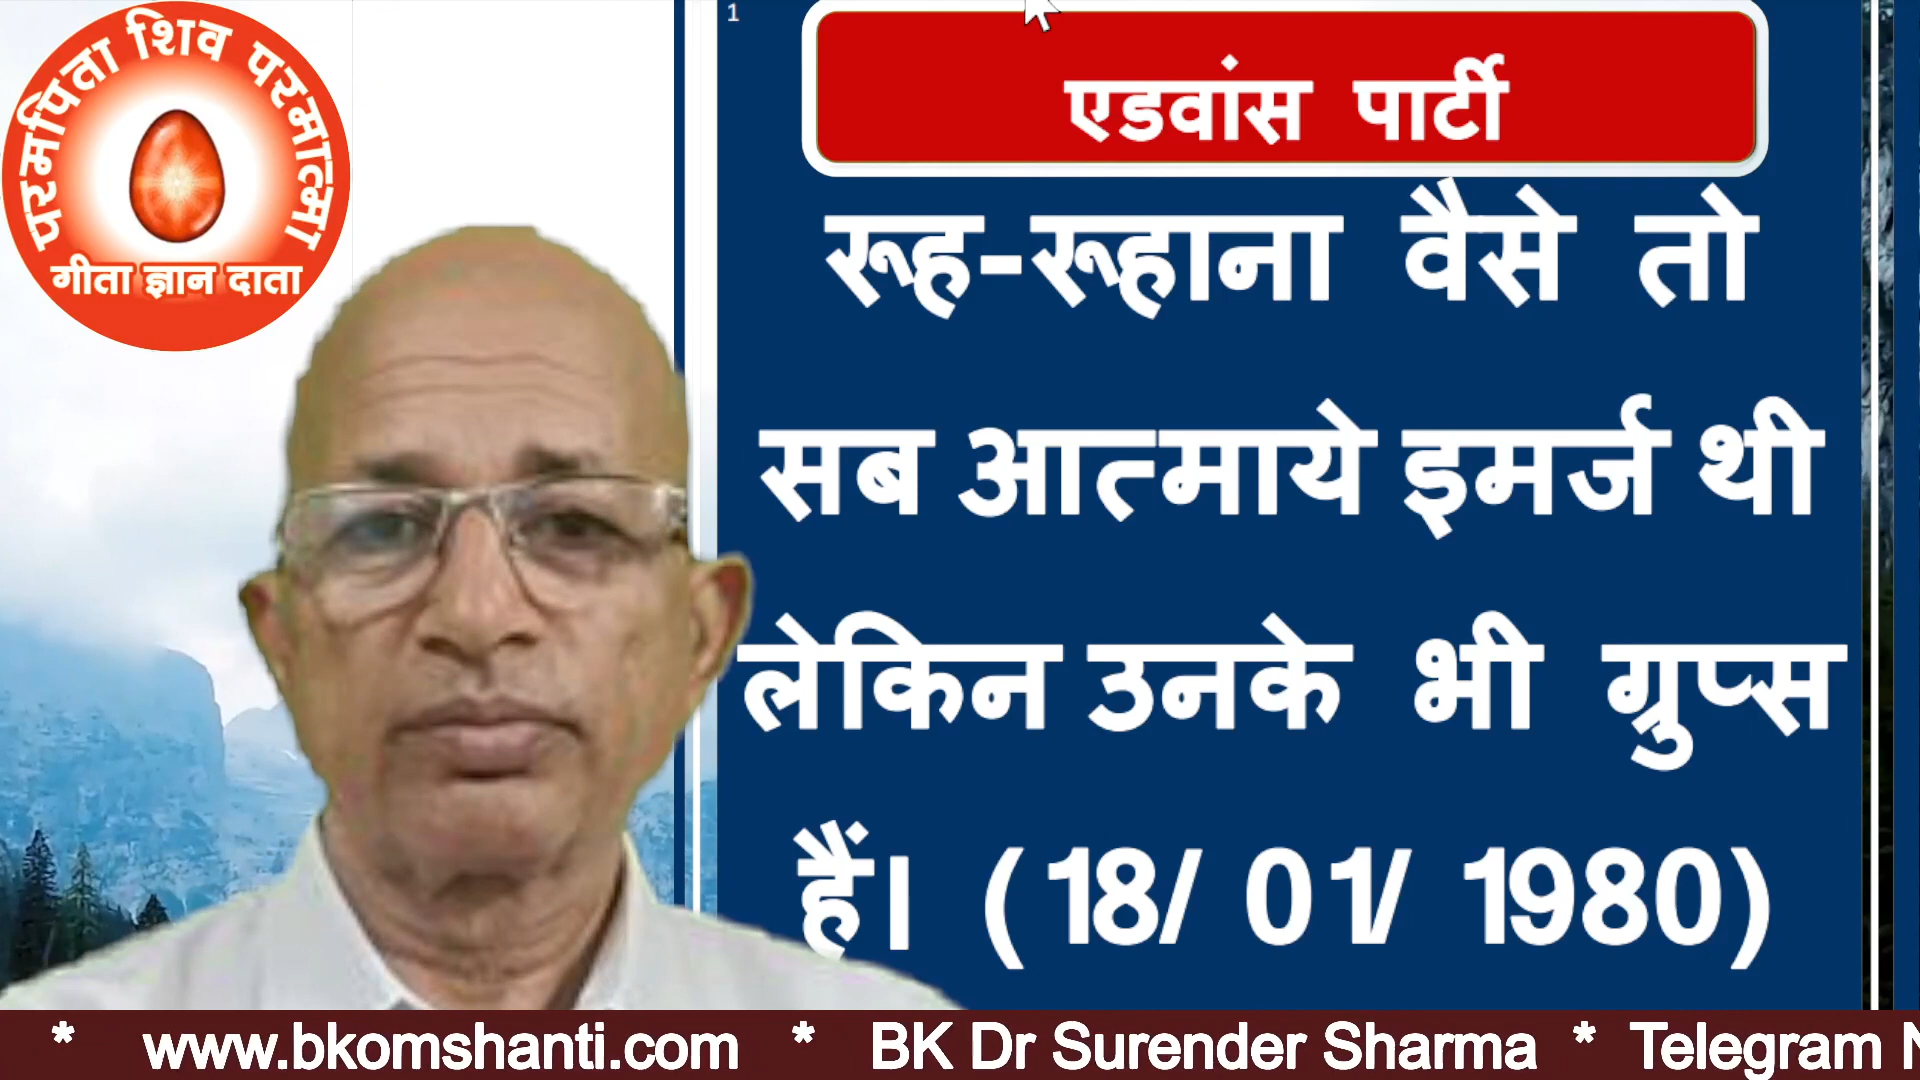 परमपिता शिव परमात्मा
गीता ज्ञान दाता
1
एडवांस पार्टी
रूह-रूहाना वैसे तो
सब आत्माये इमर्ज थी
लेकिन उनके भी ग्रुप्स
हैं। (18/ 01/ 1980)
* www.bkomshanti.com * BK Dr Surender Sharma * Telegram N